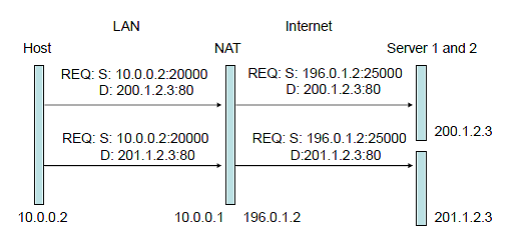 LAN
Internet
Host
NAT
Server 1 and 2
REQ: S: 10.0.0.2:20000
D: 200.1.2.3:80
REQ: S: 196.0.1.2:25000
D: 200.1.2.3:80
200.1.2.3
REQ: S: 10.0.0.2:20000
D: 201.1.2.3:80
REQ: S: 196.0.1.2:25000
D:201.1.2.3:80
10.0.0.2
10.0.0.1
196.0.1.2
201.1.2.3